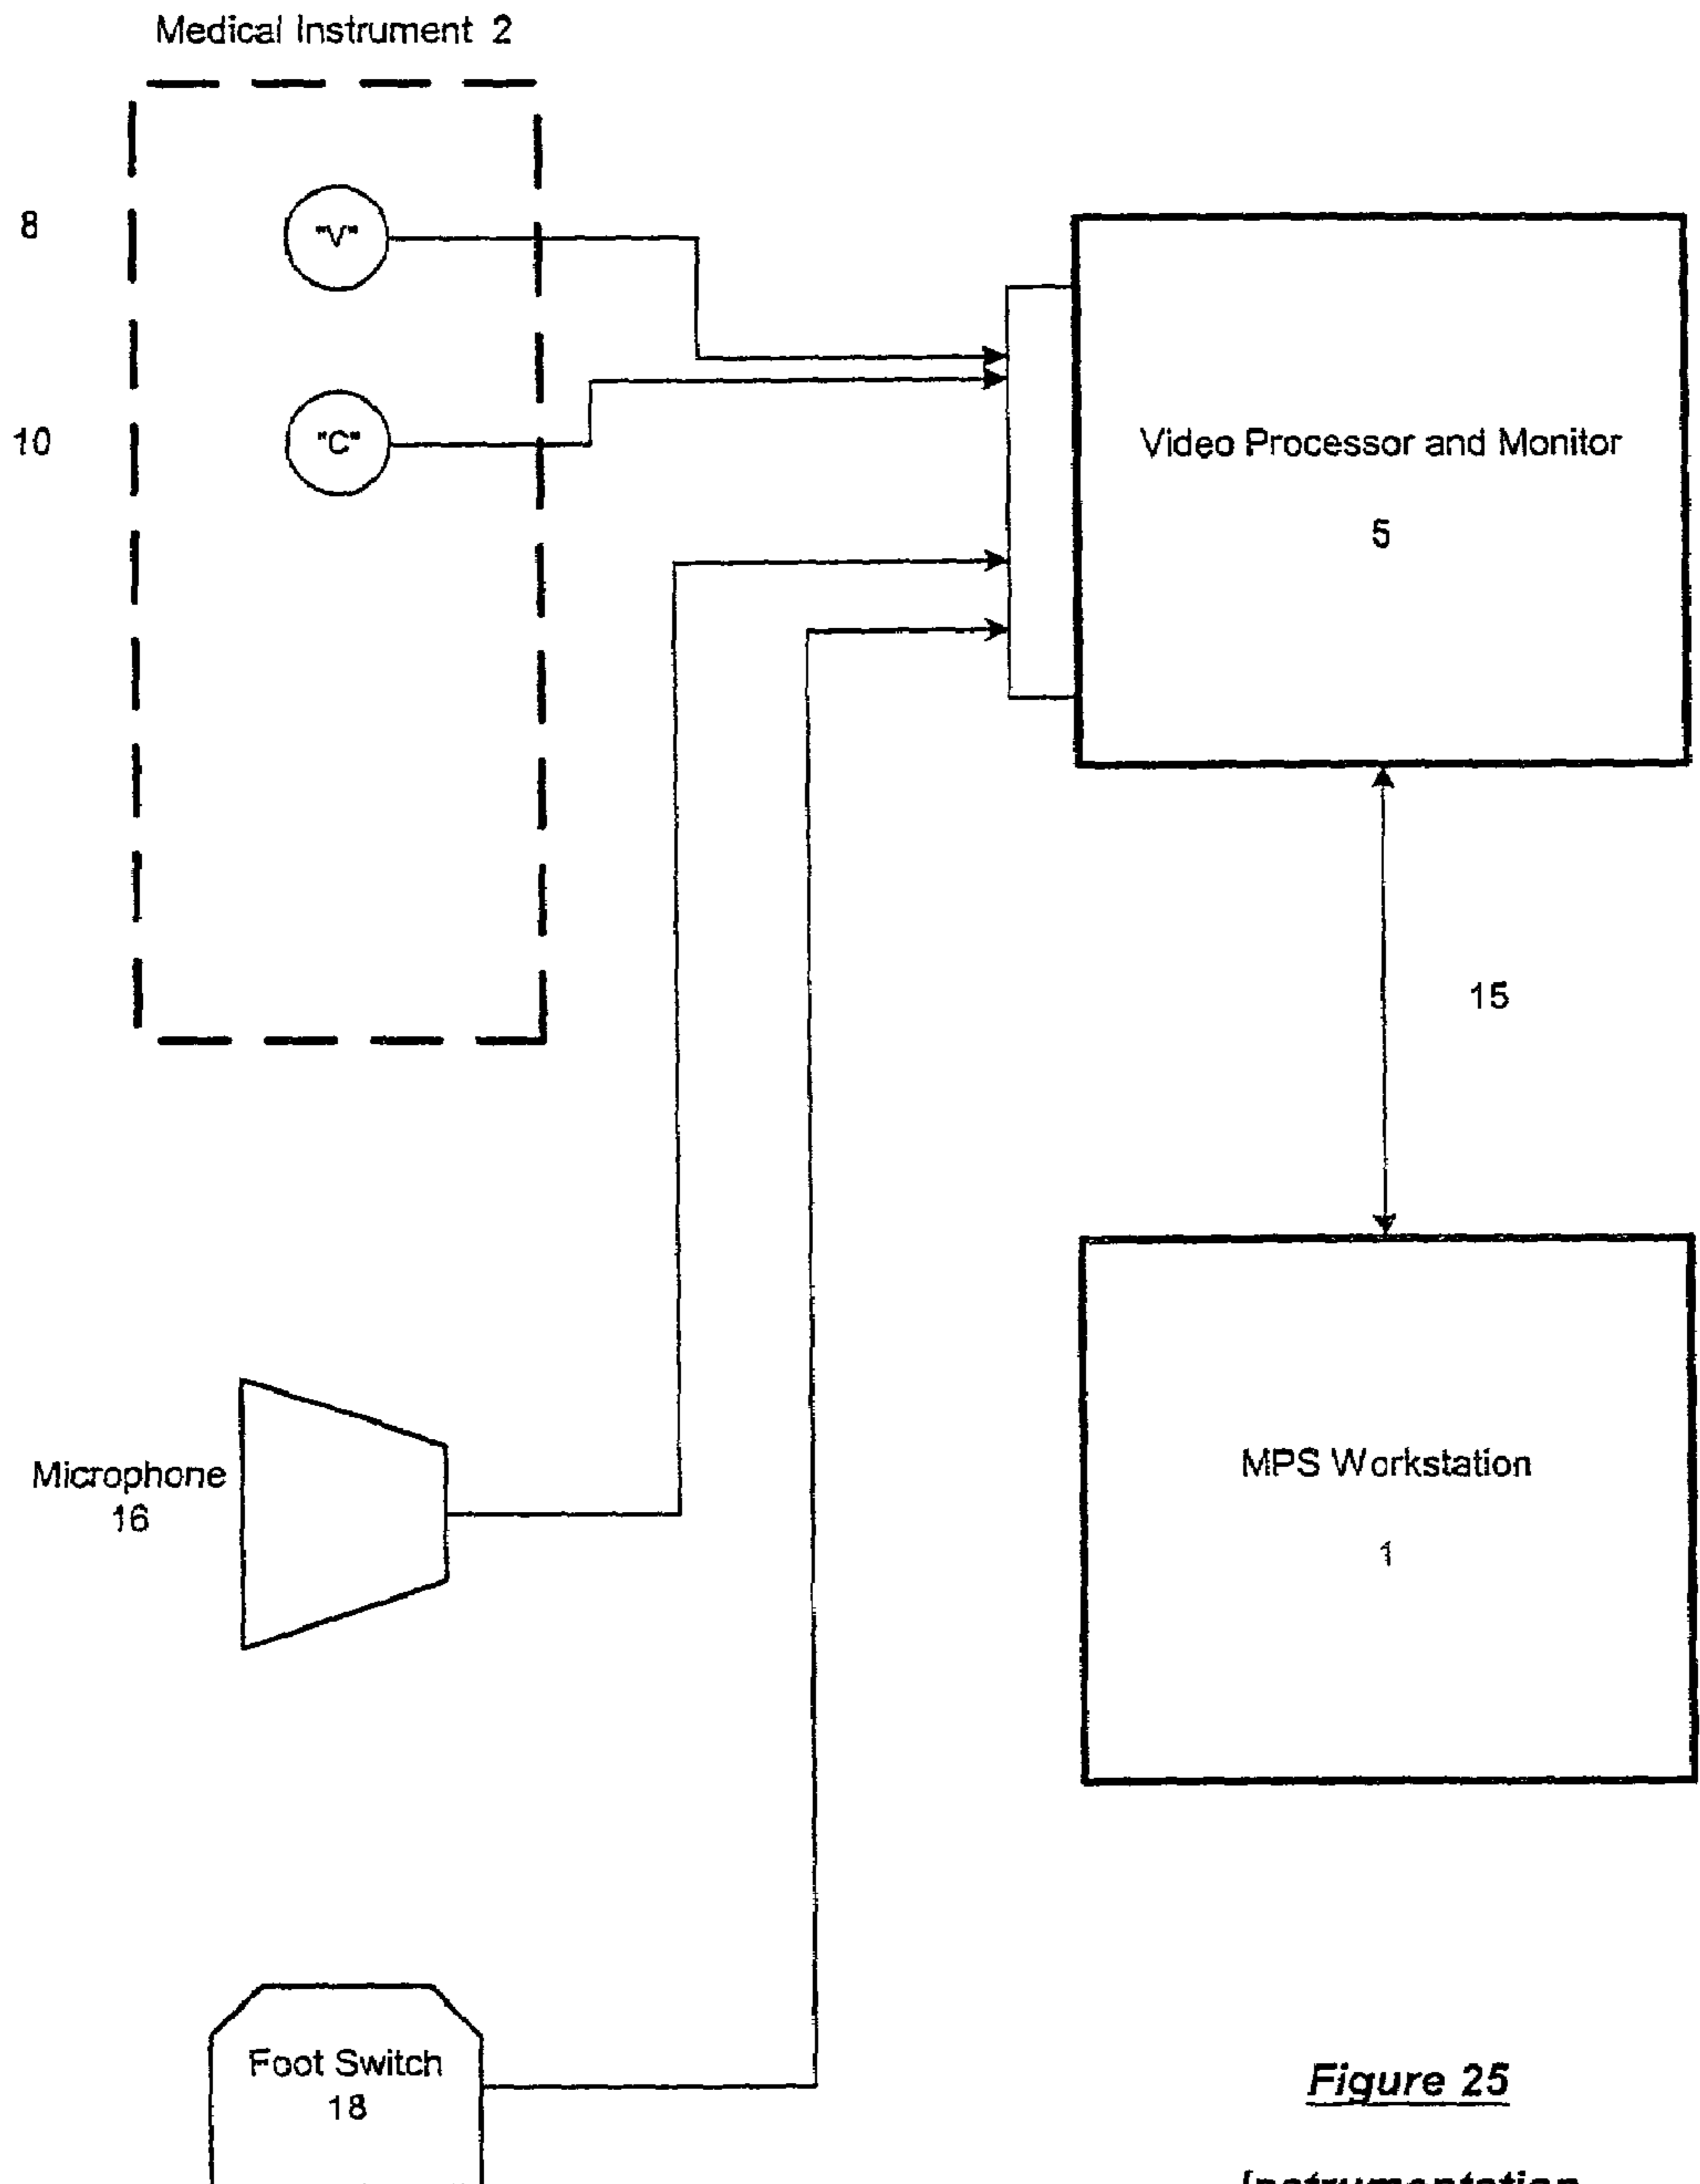 Medical Instrument 2
8
"V"
10
"C"
Video Processor and Monitor
5
15
Microphone
16
MPS Workstation
1
Foot Switch
18
Figure 25
Instrumentation